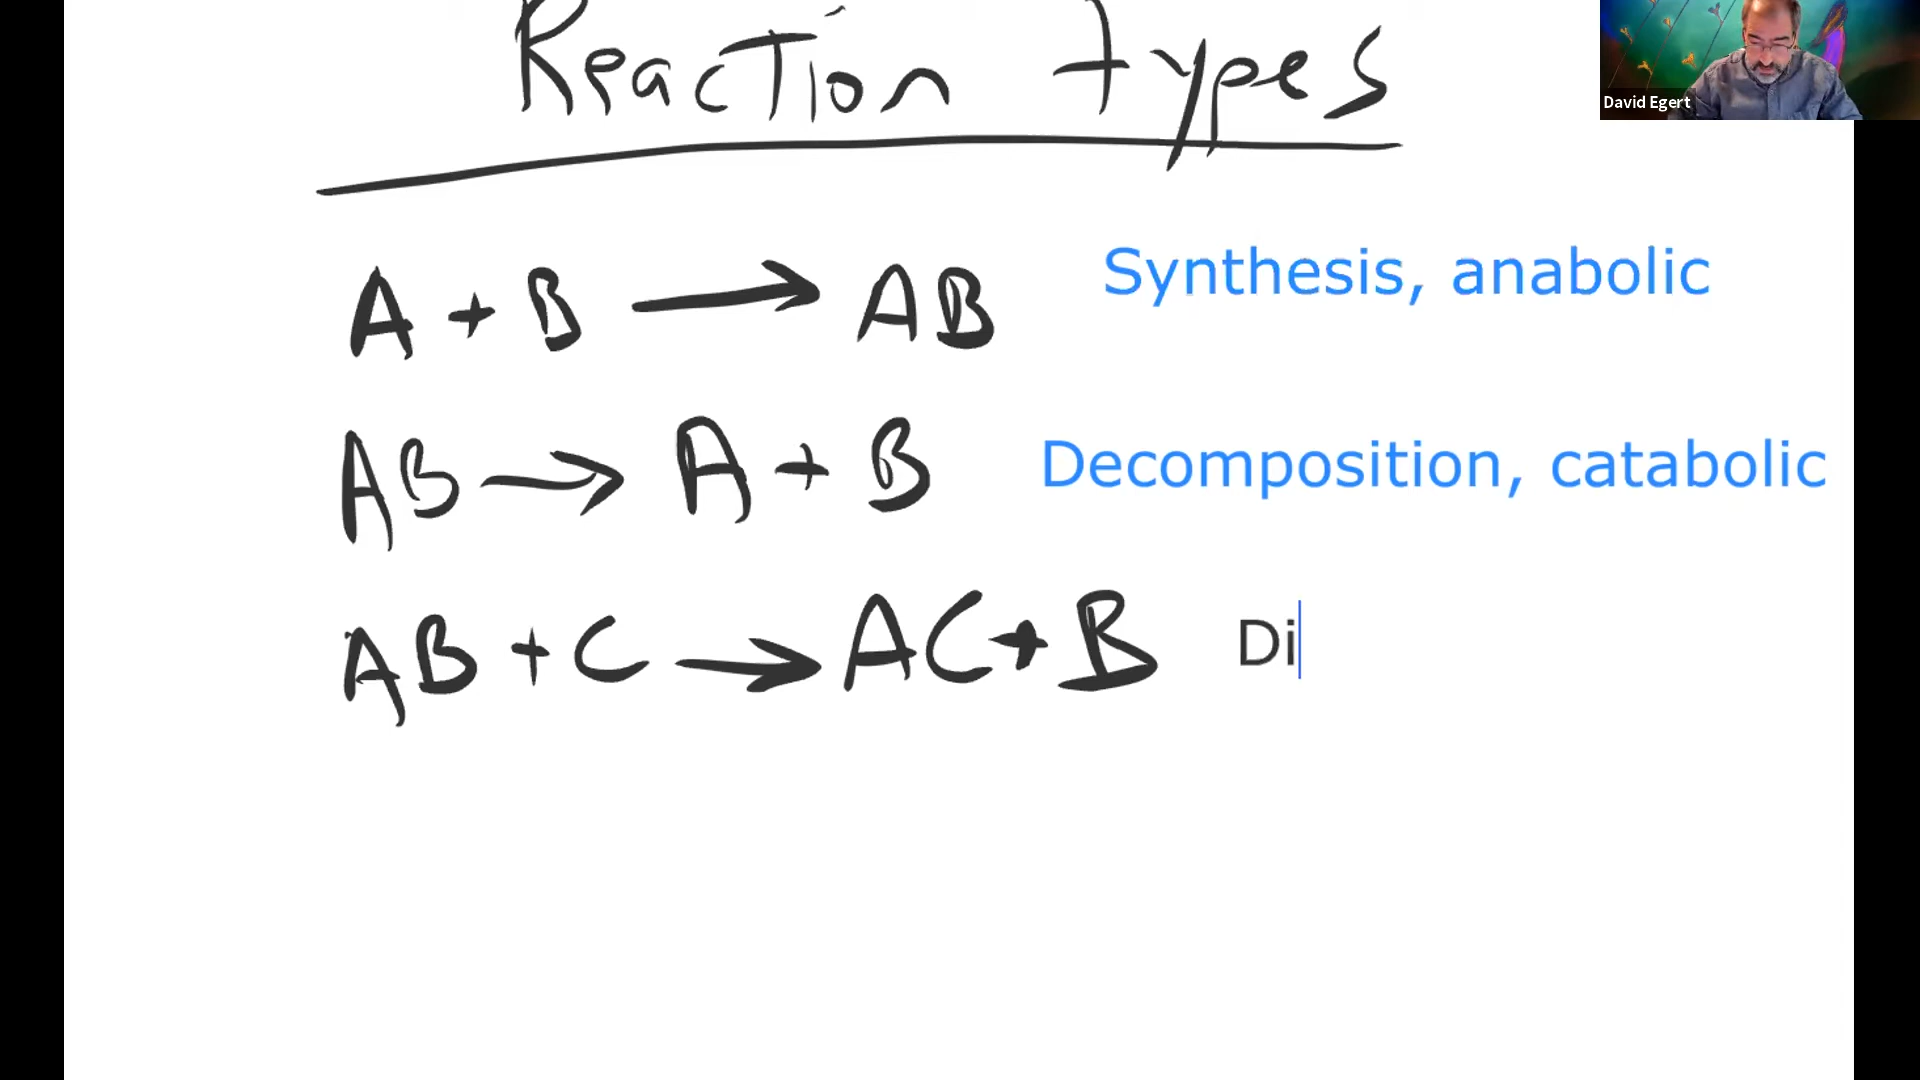 Reaction types
David Egert
A + B → AB Synthesis, anabolic
AB → A + B Decomposition, catabolic
AB + C → AC + B Di